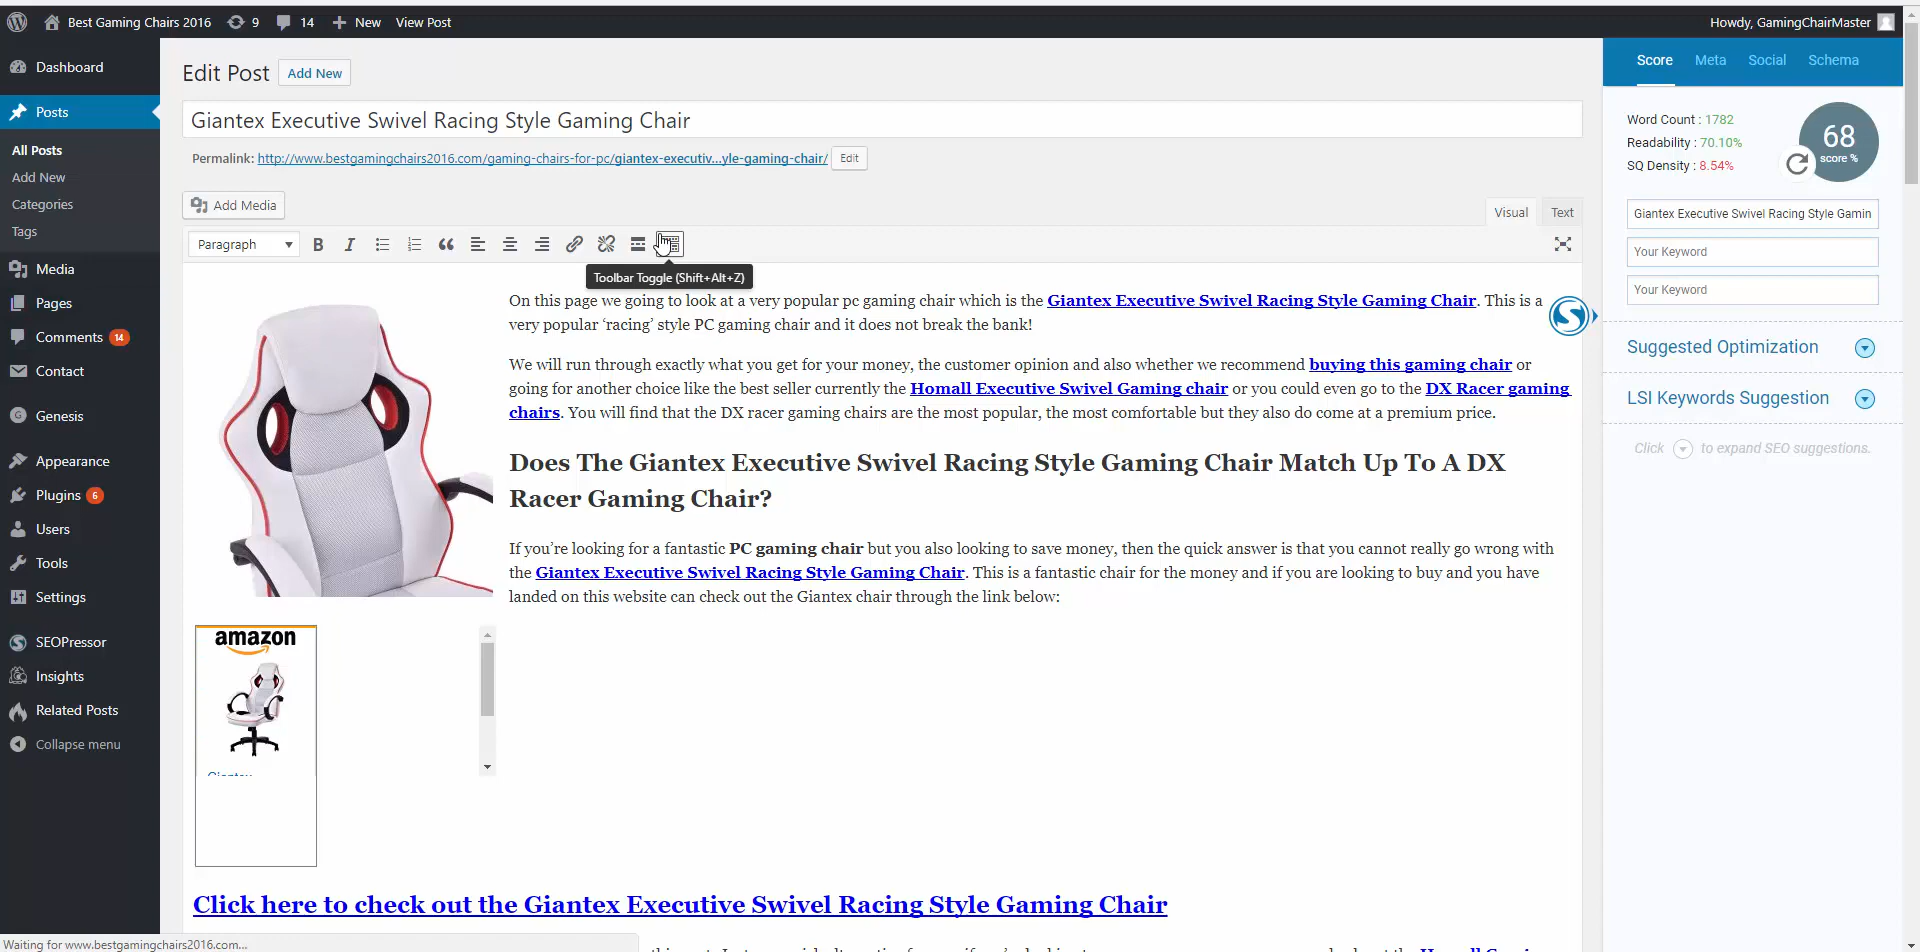 Best Gaming Chairs 2016 9 14 New View Post Howdy, GamingChairMaster
Dashboard
Posts
All Posts
Add New
Categories
Tags
Media
Pages
Comments 14
Contact
Genesis
Appearance
Plugins 6
Users
Tools
Settings
SEOPressor
Insights
Related Posts
Collapse menu
Edit Post Add New
Giantex Executive Swivel Racing Style Gaming Chair
Permalink: http://www.bestgamingchairs2016.com/gaming-chairs-for-pc/giantex-executiv...yle-gaming-chair/ Edit
Add Media
Visual Text
Paragraph B I
Toolbar Toggle (Shift+Alt+Z)
On this page we going to look at a very popular pc gaming chair which is the Giantex Executive Swivel Racing Style Gaming Chair. This is a
very popular ‘racing’ style PC gaming chair and it does not break the bank!
We will run through exactly what you get for your money, the customer opinion and also whether we recommend buying this gaming chair or
going for another choice like the best seller currently the Homall Executive Swivel Gaming chair or you could even go to the DX Racer gaming
chairs. You will find that the DX racer gaming chairs are the most popular, the most comfortable but they also do come at a premium price.
Does The Giantex Executive Swivel Racing Style Gaming Chair Match Up To A DX
Racer Gaming Chair?
If you’re looking for a fantastic PC gaming chair but you also looking to save money, then the quick answer is that you cannot really go wrong with
the Giantex Executive Swivel Racing Style Gaming Chair. This is a fantastic chair for the money and if you are looking to buy and you have
landed on this website can check out the Giantex chair through the link below:
amazon
Giantex
Click here to check out the Giantex Executive Swivel Racing Style Gaming Chair
Score Meta Social Schema
Word Count : 1782
Readability : 70.10%
SQ Density : 8.54%
68
score %
Giantex Executive Swivel Racing Style Gamin
Your Keyword
Your Keyword
Suggested Optimization
LSI Keywords Suggestion
Click to expand SEO suggestions.
Waiting for www.bestgamingchairs2016.com...